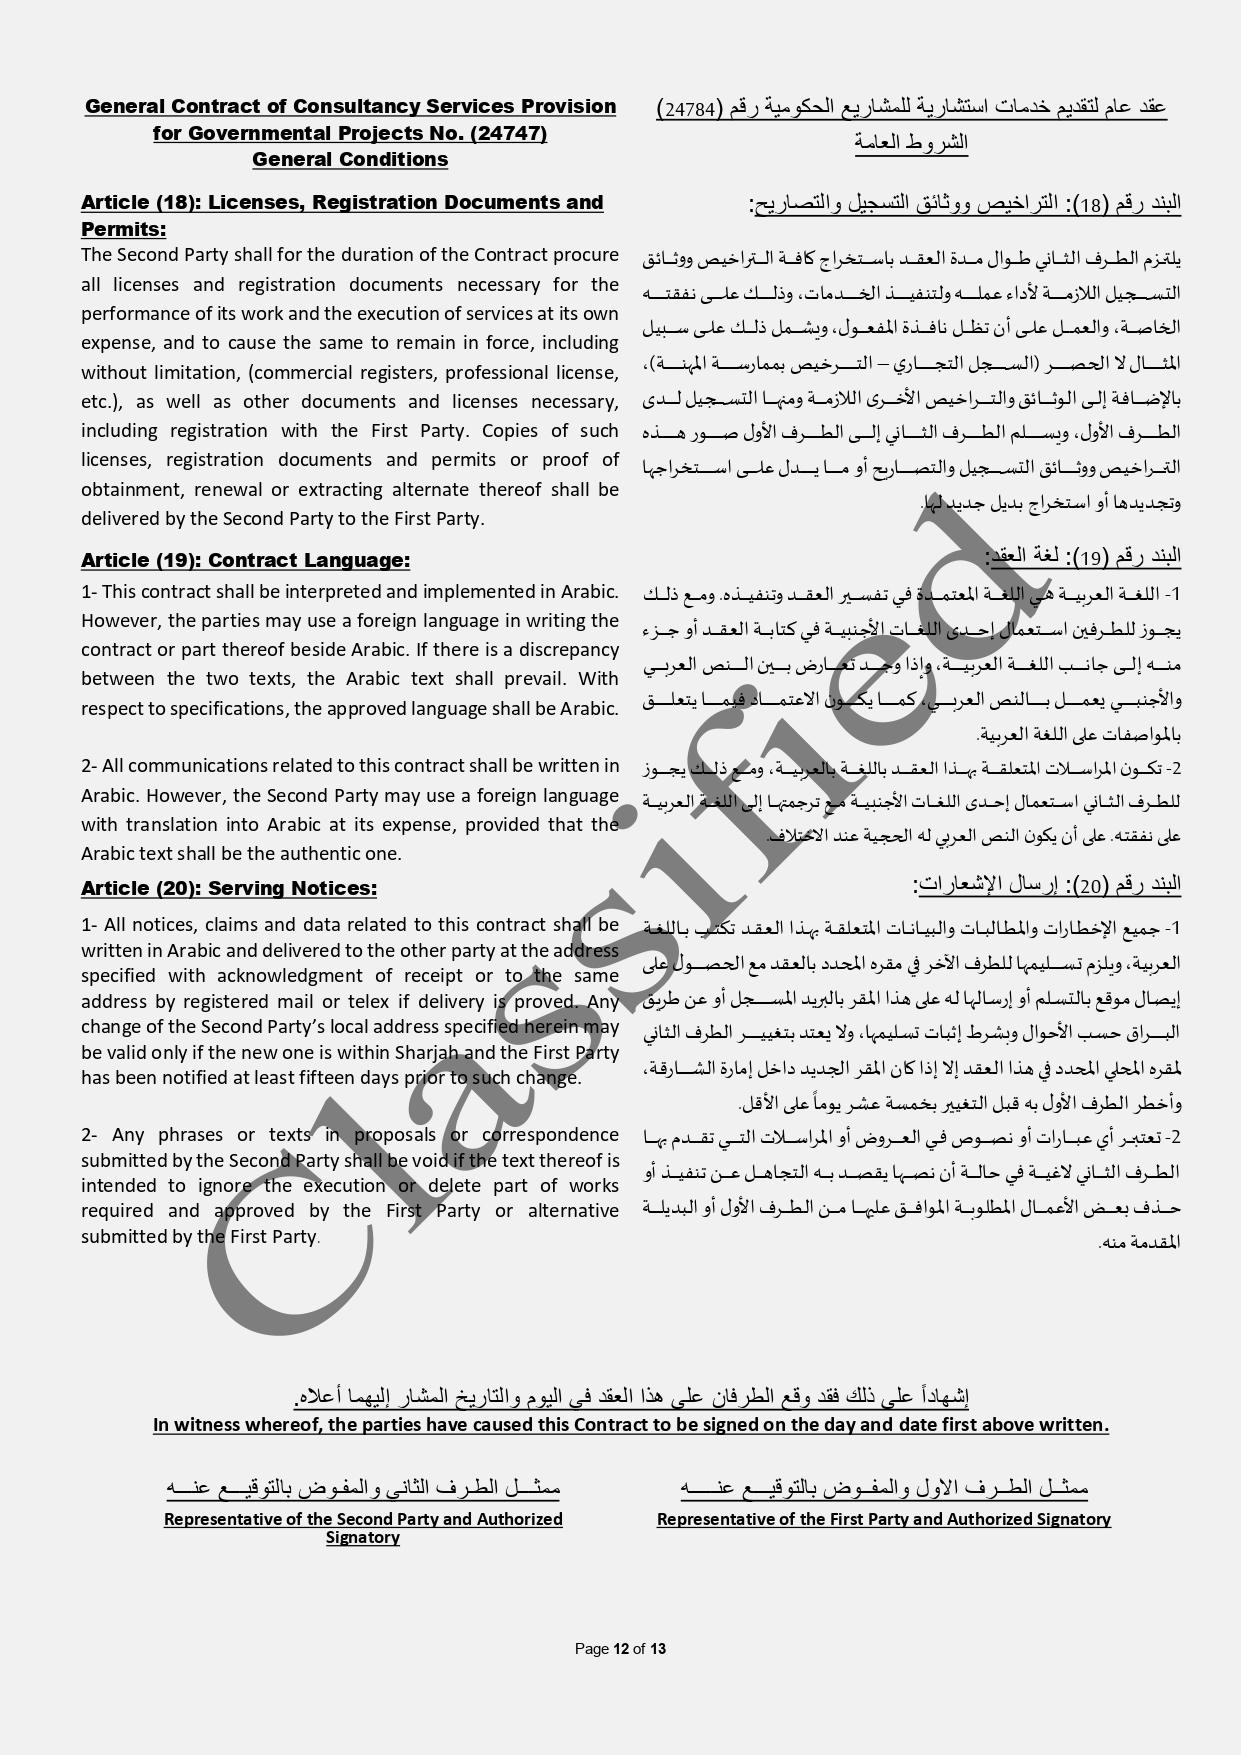 General Contract of Consultancy Services Provision
for Governmental Projects No. (24747)
General Conditions
Article (18): Licenses, Registration Documents and
Permits:
The Second Party shall for the duration of the Contract procure
all licenses and registration documents necessary for the
performance of its work and the execution of services at its own
expense, and to cause the same to remain in force, including
without limitation, (commercial registers, professional license,
etc.), as well as other documents and licenses necessary,
including registration with the First Party. Copies of such
licenses, registration documents and permits or proof of
obtainment, renewal or extracting alternate thereof shall be
delivered by the Second Party to the First Party.
Article (19): Contract Language:
1- This contract shall be interpreted and implemented in Arabic.
However, the parties may use a foreign language in writing the
contract or part thereof beside Arabic. If there is a discrepancy
between the two texts, the Arabic text shall prevail. With
respect to specifications, the approved language shall be Arabic.
2- All communications related to this contract shall be written in
Arabic. However, the Second Party may use a foreign language
with translation into Arabic at its expense, provided that the
Arabic text shall be the authentic one.
Article (20): Serving Notices:
1- All notices, claims and data related to this contract shall be
written in Arabic and delivered to the other party at the address
specified with acknowledgment of receipt or to the same
address by registered mail or telex if delivery is proved. Any
change of the Second Party’s local address specified herein may
be valid only if the new one is within Sharjah and the First Party
has been notified at least fifteen days prior to such change.
2- Any phrases or texts in proposals or correspondence
submitted by the Second Party shall be void if the text thereof is
intended to ignore the execution or delete part of works
required and approved by the First Party or alternative
submitted by the First Party.
عقد عام لتقديم خدمات استشارية للمشاريع الحكومية رقم (24784)
الشروط العامة
البند رقم (18): التراخيص ووثائق التسجيل والتصاريح:
يلتزم الطرف الثاني طوال مدة العقد باستخراج كافة التراخيص ووثائق
التسجيل اللازمة لأداء عمله ولتنفيذ الخدمات، وذلك على نفقته
الخاصة، والعمل على أن تظل نافذة المفعول، ويشمل ذلك على سبيل
المثال لا الحصر (السجل التجاري – الترخيص بممارسة المهنة)،
بالإضافة إلى الوثائق والتراخيص الأخرى اللازمة ومنها التسجيل لدى
الطرف الأول، ويسلم الطرف الثاني إلى الطرف الأول صور هذه
التراخيص ووثائق التسجيل والتصاريح أو ما يدل على استخراجها
وتجديدها أو استخراج بديل جديد لها.
البند رقم (19): لغة العقد:
1- اللغة العربية هي اللغة المعتمدة في تفسير العقد وتنفيذه. ومع ذلك
يجوز للطرفين استعمال إحدى اللغات الأجنبية في كتابة العقد أو جزء
منه إلى جانب اللغة العربية، وإذا وجد تعارض بين النص العربي
والأجنبي يعمل بالنص العربي، كما يكون الاعتماد فيما يتعلق
بالمواصفات على اللغة العربية.
2- تكون المراسلات المتعلقة بهذا العقد باللغة بالعربية، ومع ذلك يجوز
للطرف الثاني استعمال إحدى اللغات الأجنبية مع ترجمتها إلى اللغة العربية
على نفقته. على أن يكون النص العربي له الحجية عند الاختلاف.
البند رقم (20): إرسال الإشعارات:
1- جميع الإخطارات والمطالبات والبيانات المتعلقة بهذا العقد تكتب باللغة
العربية، ويلزم تسليمها للطرف الآخر في مقره المحدد بالعقد مع الحصول على
إيصال موقع بالتسلم أو إرسالها له على هذا المقر بالبريد المسجل أو عن طريق
البراق حسب الأحوال وبشرط إثبات تسليمها، ولا يعتد بتغيير الطرف الثاني
لمقره المحلي المحدد في هذا العقد إلا إذا كان المقر الجديد داخل إمارة الشارقة،
وأخطر الطرف الأول به قبل التغيير بخمسة عشر يوماً على الأقل.
2- تعتبر أي عبارات أو نصوص في العروض أو المراسلات التي تقدم بها
الطرف الثاني لاغية في حالة أن نصها يقصد به التجاهل عن تنفيذ أو
حذف بعض الأعمال المطلوبة الموافق عليها من الطرف الأول أو البديلة
المقدمة منه.
Classified
إشهاداً على ذلك فقد وقع الطرفان على هذا العقد في اليوم والتاريخ المشار إليهما أعلاه.
In witness whereof, the parties have caused this Contract to be signed on the day and date first above written.
ممثل الطرف الثاني والمفوض بالتوقيع عنه
Representative of the Second Party and Authorized
Signatory
ممثل الطرف الاول والمفوض بالتوقيع عنه
Representative of the First Party and Authorized Signatory
Page 12 of 13